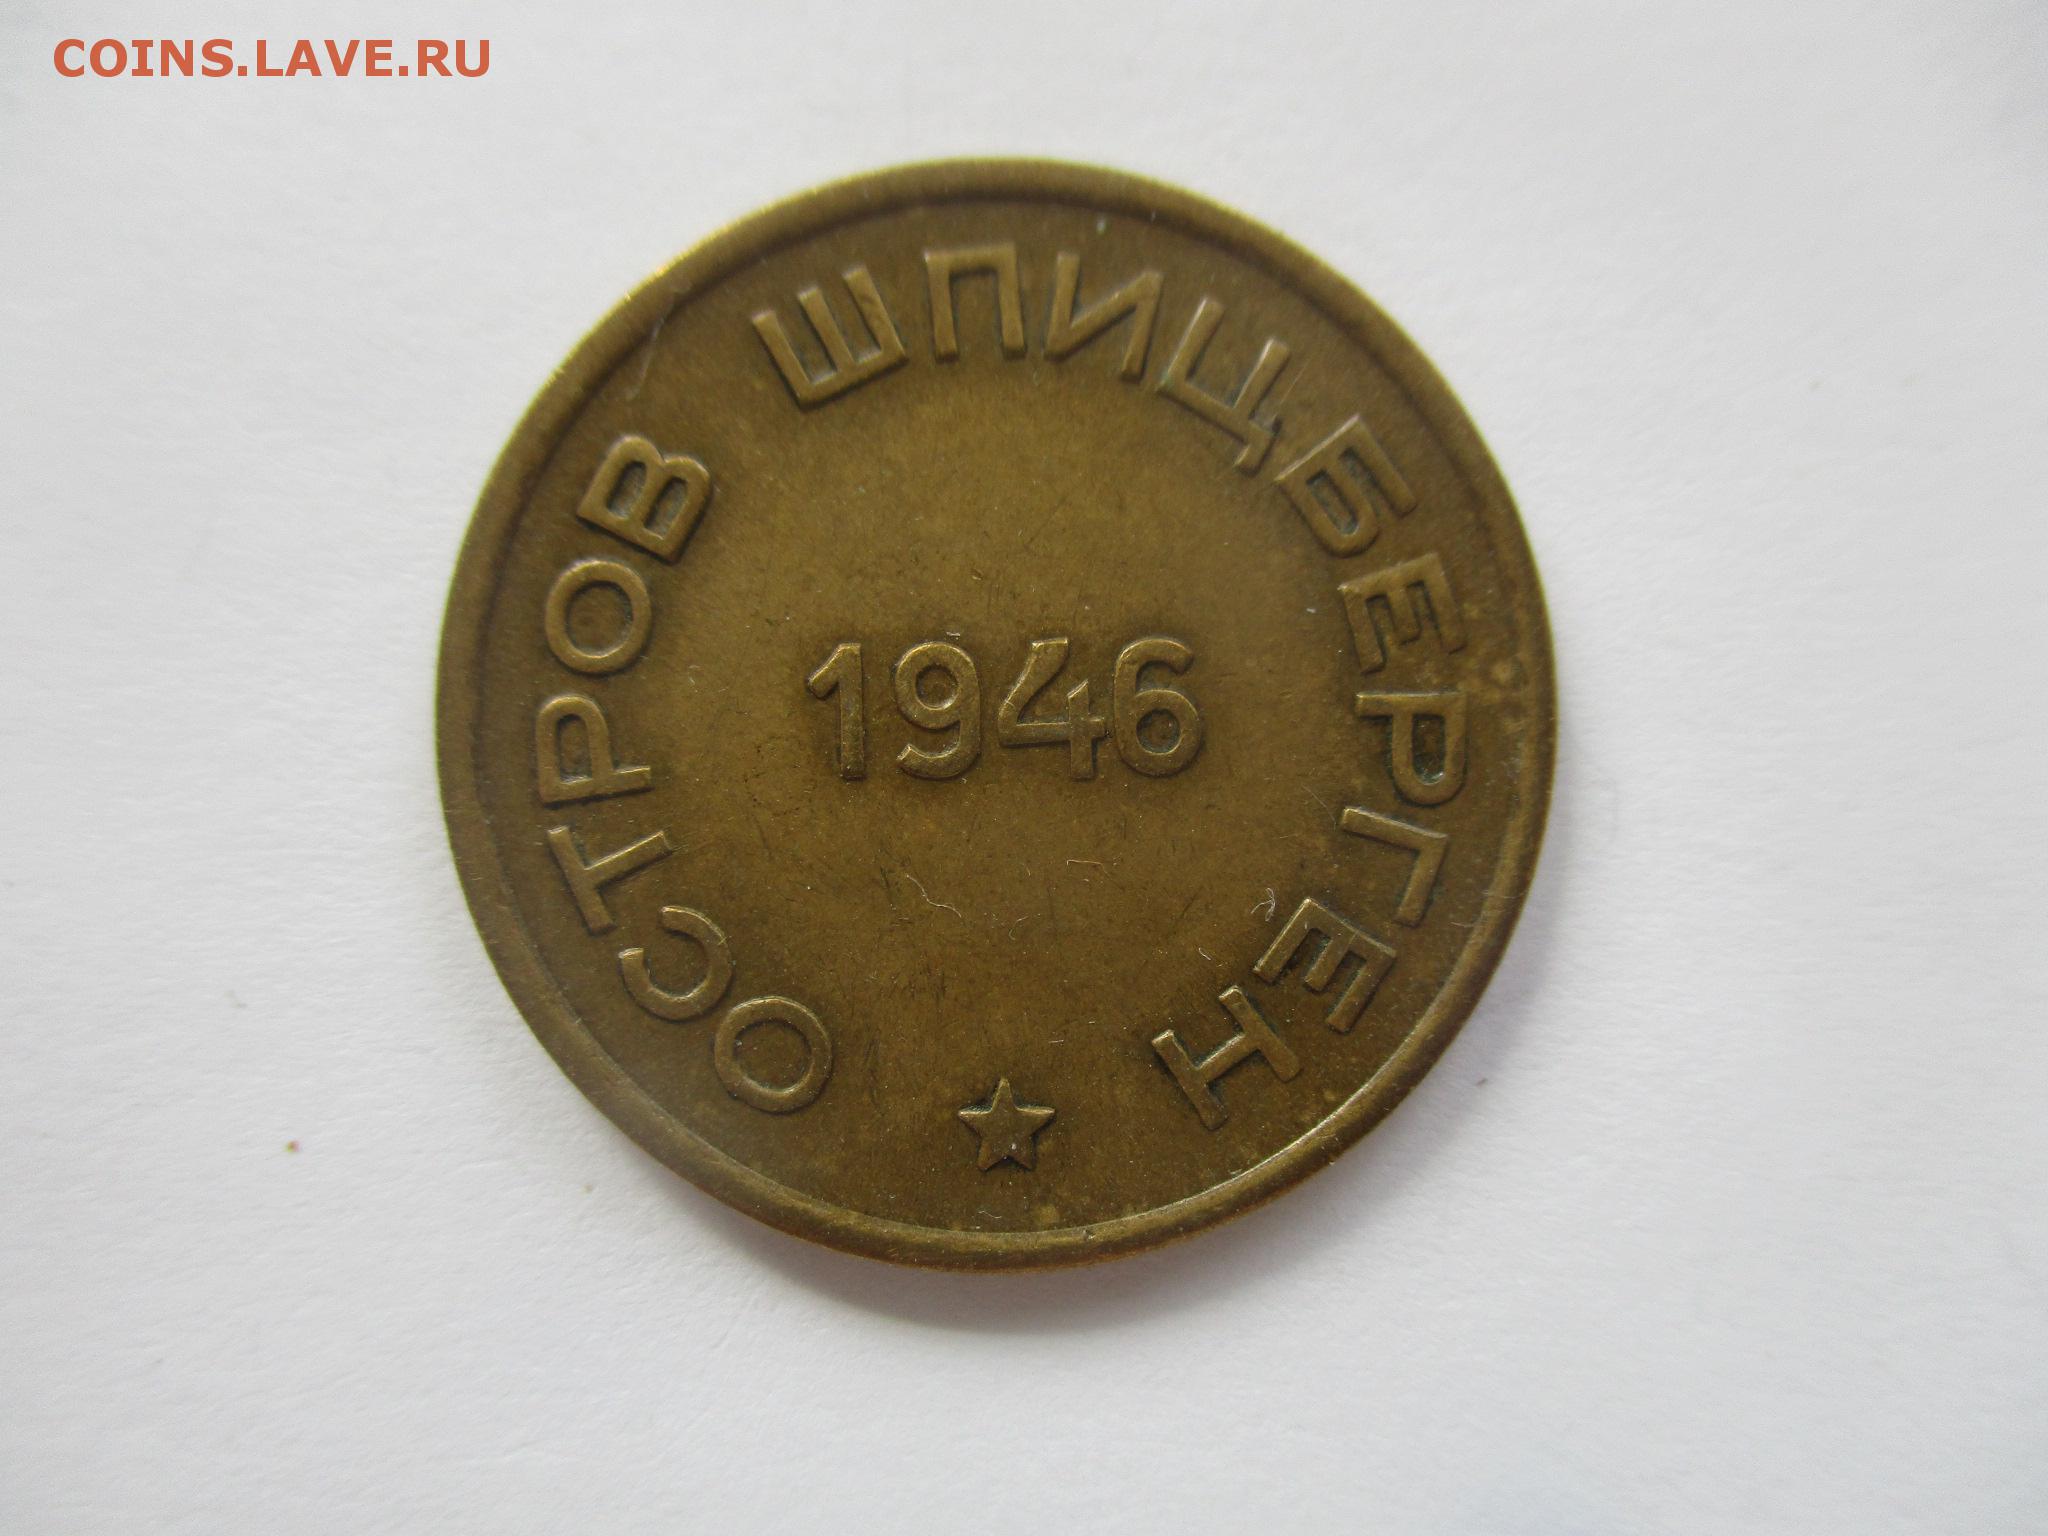 COINS.LAVE.RU
ОСТРОВ ШПИЦБЕРГЕН
1946